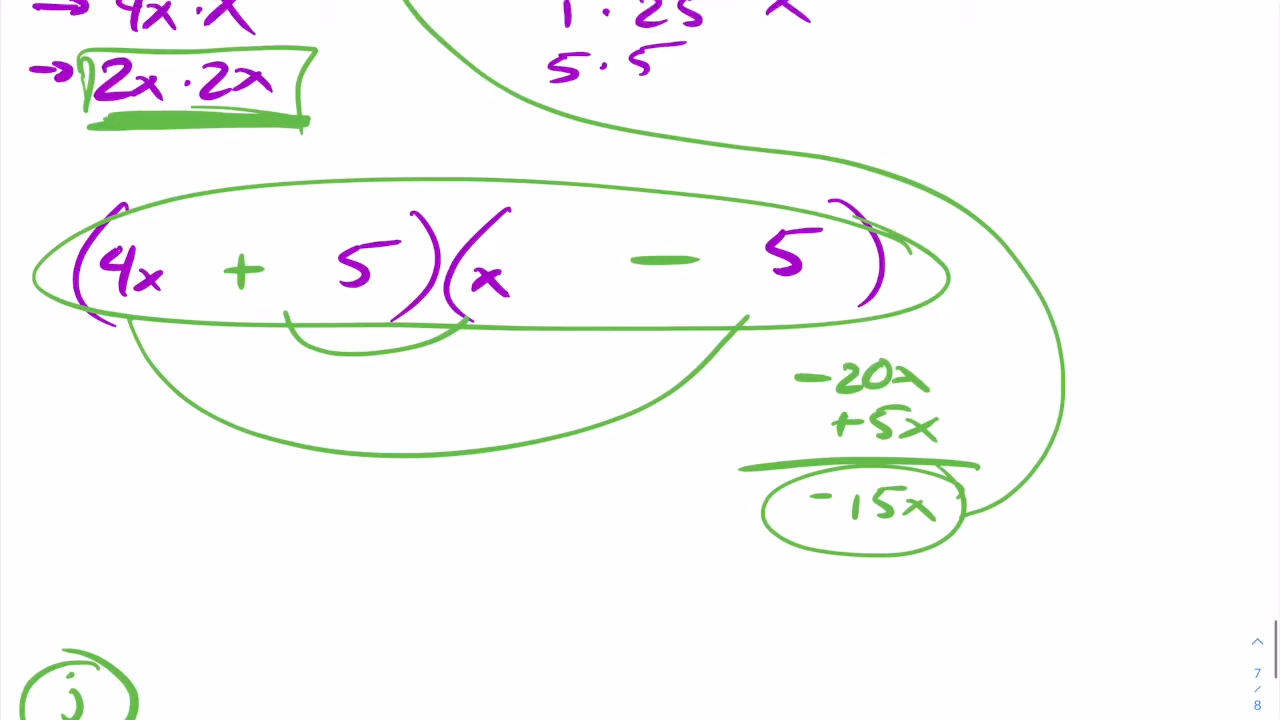 → 4x · x
1 · 25 x
→ 2x · 2x
5 · 5
(4x + 5)(x - 5)
-20x
+5x
-15x
j
7
/
8